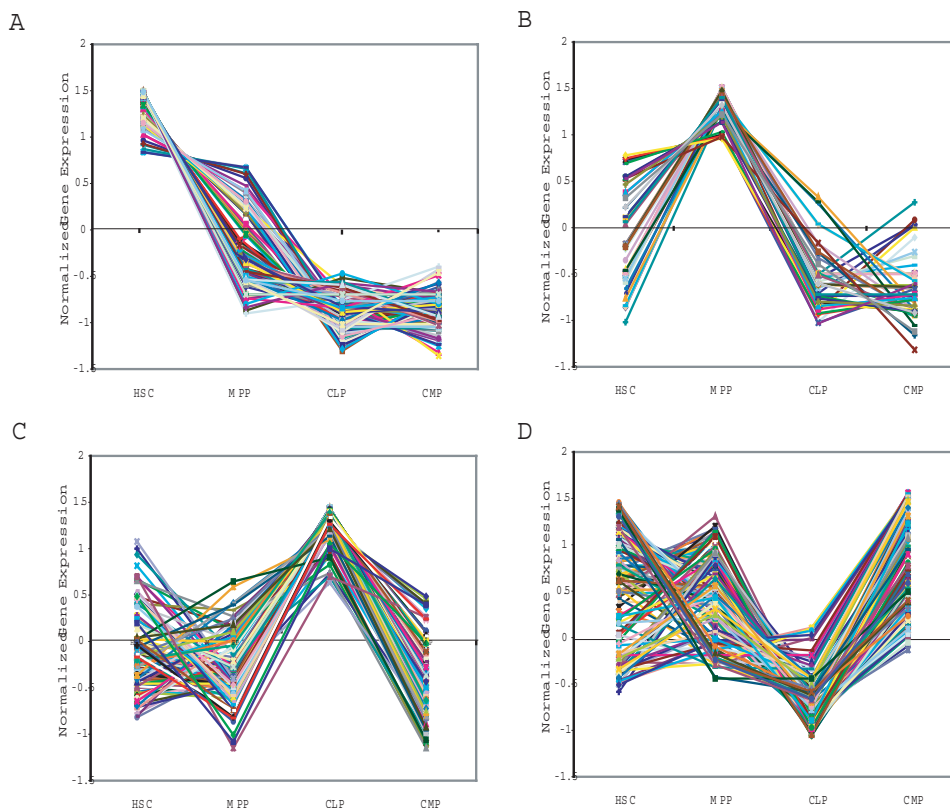 A
Normalized Gene Expression
2
1.5
1
0.5
0
-0.5
-1
-1.5
HSC
MPP
CLP
CMP
B
Normalized Gene Expression
2
1.5
1
0.5
0
-0.5
-1
-1.5
HSC
MPP
CLP
CMP
C
Normalized Gene Expression
2
1.5
1
0.5
0
-0.5
-1
-1.5
HSC
MPP
CLP
CMP
D
Normalized Gene Expression
2
1.5
1
0.5
0
-0.5
-1
-1.5
HSC
MPP
CLP
CMP